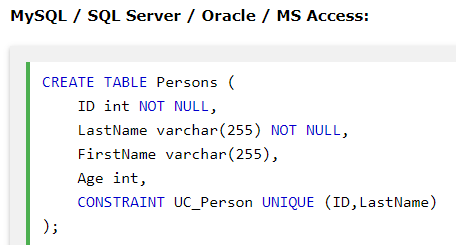 MySQL / SQL Server / Oracle / MS Access:
CREATE TABLE Persons (
    ID int NOT NULL,
    LastName varchar(255) NOT NULL,
    FirstName varchar(255),
    Age int,
    CONSTRAINT UC_Person UNIQUE (ID,LastName)
);